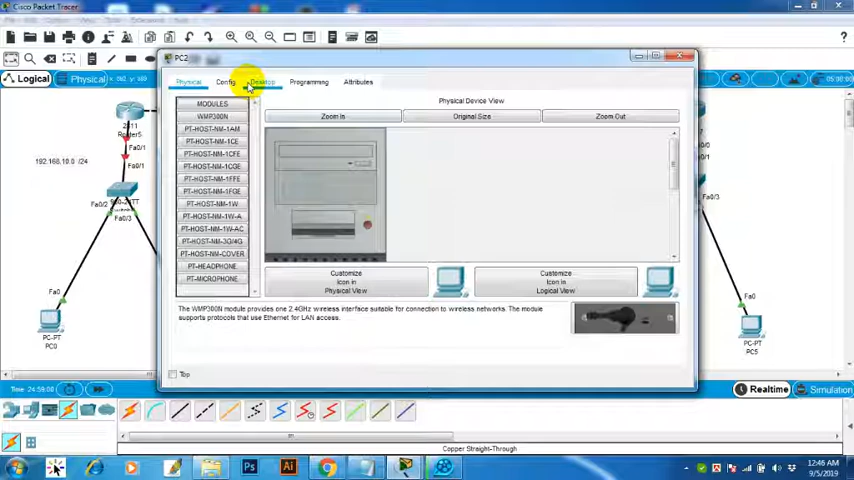 Cisco Packet Tracer
PC2
Logical
Physical
Physical
Config
Desktop
Programming
Attributes
MODULES
WMP300N
PT-HOST-NM-1AM
PT-HOST-NM-1CE
PT-HOST-NM-1CFE
PT-HOST-NM-1CGE
PT-HOST-NM-1FFE
PT-HOST-NM-1FGE
PT-HOST-NM-1W
PT-HOST-NM-1W-A
PT-HOST-NM-1W-AC
PT-HOST-NM-3G/4G
PT-HOST-NM-COVER
PT-HEADPHONE
PT-MICROPHONE
Physical Device View
Zoom In
Original Size
Zoom Out
Customize
Icon in
Physical View
Customize
Icon in
Logical View
The WMP300N module provides one 2.4GHz wireless interface suitable for connection to wireless networks. The module
supports protocols that use Ethernet for LAN access.
Top
Router5
Fa0/1
192.168.10.0 /24
Fa0/1
Fa0/2
Fa0/3
Fa0
PC-PT
PC0
Fa0
PC-PT
PC5
Time: 24:59:00
Realtime
Simulation
Copper Straight-Through
12:46 AM
9/5/2019